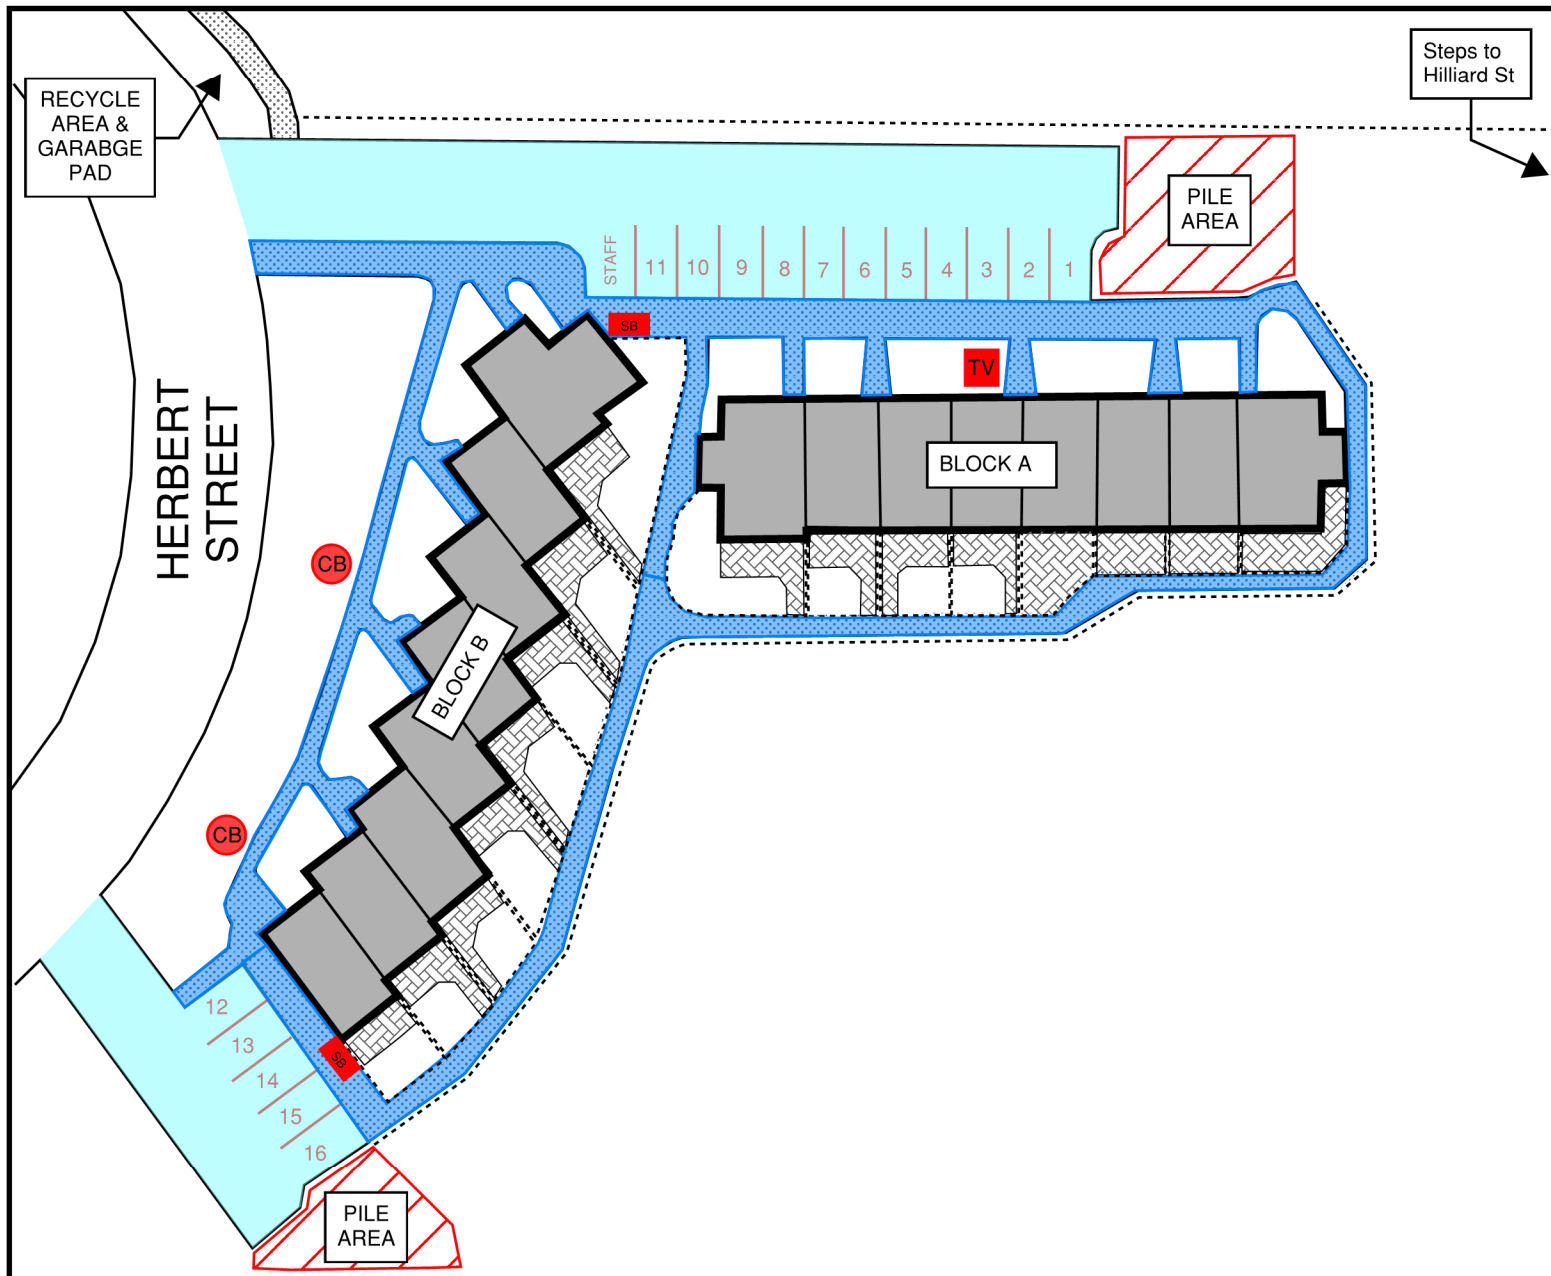 Steps to
Hilliard St
RECYCLE
AREA &
GARABGE
PAD
PILE
AREA
STAFF
11
10
9
8
7
6
5
4
3
2
1
SB
TV
HERBERT
STREET
BLOCK A
CB
BLOCK B
CB
12
13
14
15
16
SB
PILE
AREA